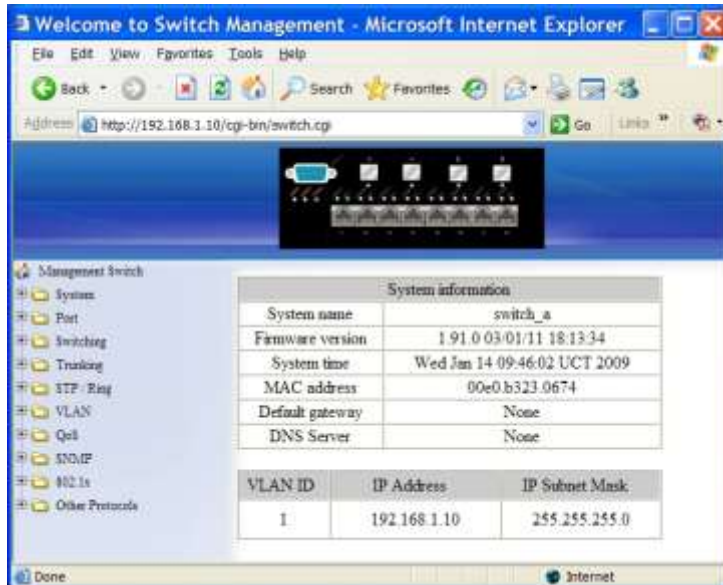 Welcome to Switch Management - Microsoft Internet Explorer
File Edit View Favorites Tools Help
Back Search Favorites
Address http://192.168.1.10/cgi-bin/switch.cgi Go Links »
Management Switch
System
Port
Switching
Trunking
STP / Ring
VLAN
QoS
SNMP
802.1x
Other Protocols
System information
System name switch_a
Firmware version 1.91.0 03/01/11 18:13:34
System time Wed Jan 14 09:46:02 UCT 2009
MAC address 00e0.b323.0674
Default gateway None
DNS Server None
VLAN ID IP Address IP Subnet Mask
1 192.168.1.10 255.255.255.0
Done Internet